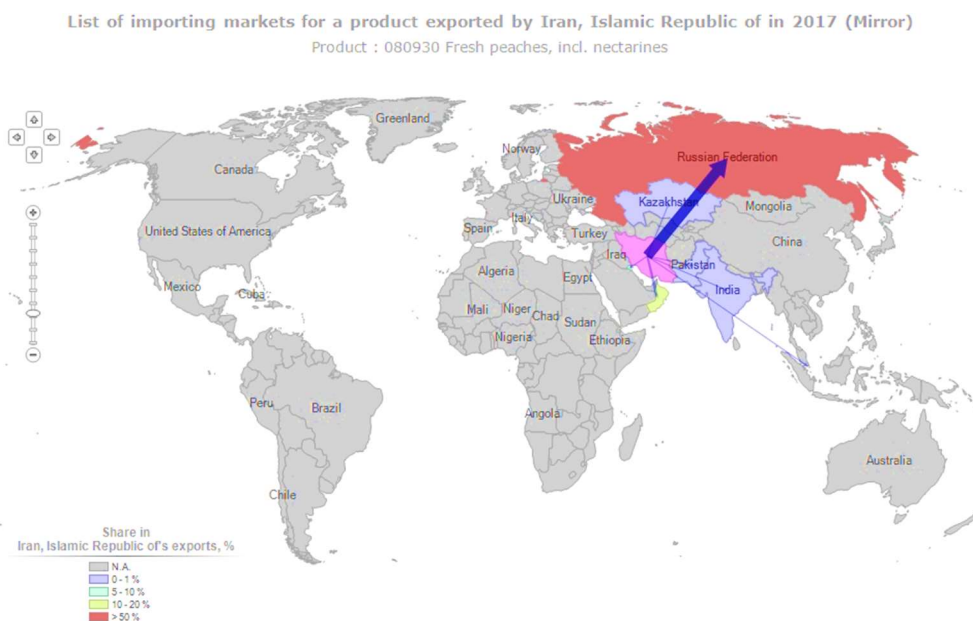 List of importing markets for a product exported by Iran, Islamic Republic of in 2017 (Mirror)
Product : 080930 Fresh peaches, incl. nectarines
Greenland
Norway
Russian Federation
Canada
Ukraine
Kazakhstan
Mongolia
United States of America
Spain
Italy
Turkey
China
Iraq
Pakistan
Algeria
Egypt
Mexico
Cuba
India
Mali
Niger
Chad
Sudan
Nigeria
Ethiopia
Peru
Brazil
Angola
Australia
Chile
Share in
Iran, Islamic Republic of's exports, %
N.A.
0 - 1 %
5 - 10 %
10 - 20 %
> 50 %